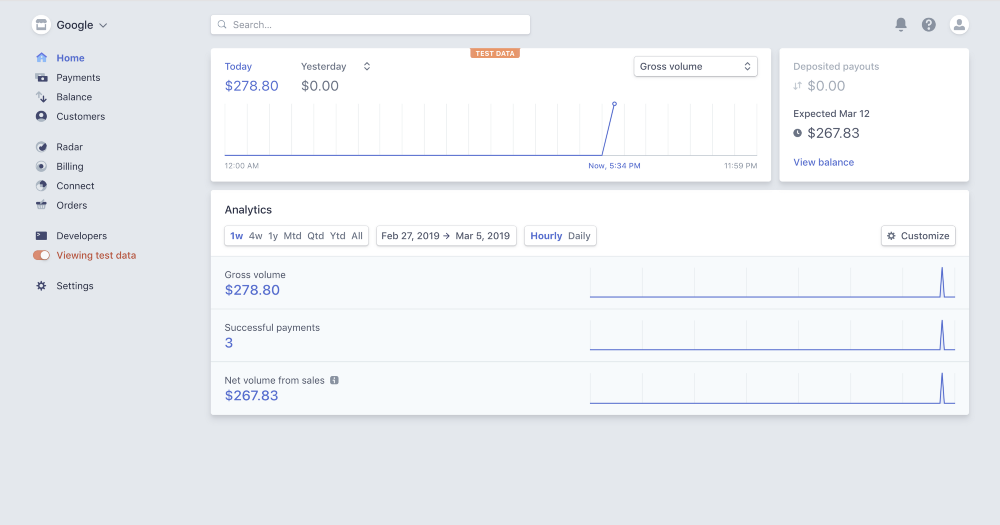 Google
Search...
Home
Payments
Balance
Customers
Radar
Billing
Connect
Orders
Developers
Viewing test data
Settings
TEST DATA
Today
Yesterday
Gross volume
$278.80
$0.00
12:00 AM
Now, 5:34 PM
11:59 PM
Deposited payouts
$0.00
Expected Mar 12
$267.83
View balance
Analytics
1w 4w 1y Mtd Qtd Ytd All
Feb 27, 2019 → Mar 5, 2019
Hourly Daily
Customize
Gross volume
$278.80
Successful payments
3
Net volume from sales
$267.83